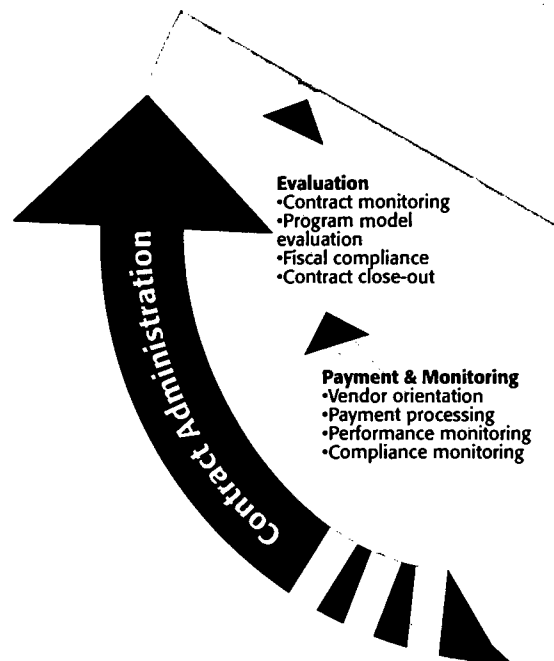 Evaluation
•Contract monitoring
•Program model
evaluation
•Fiscal compliance
•Contract close-out
Payment & Monitoring
•Vendor orientation
•Payment processing
•Performance monitoring
•Compliance monitoring
Contract Administration